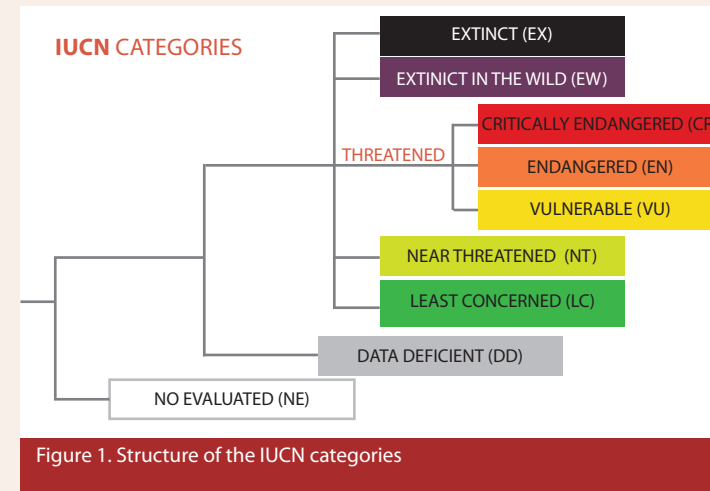 IUCN CATEGORIES
EXTINCT (EX)
EXTINICT IN THE WILD (EW)
THREATENED
CRITICALLY ENDANGERED (CR
ENDANGERED (EN)
VULNERABLE (VU)
NEAR THREATENED (NT)
LEAST CONCERNED (LC)
DATA DEFICIENT (DD)
NO EVALUATED (NE)
Figure 1. Structure of the IUCN categories